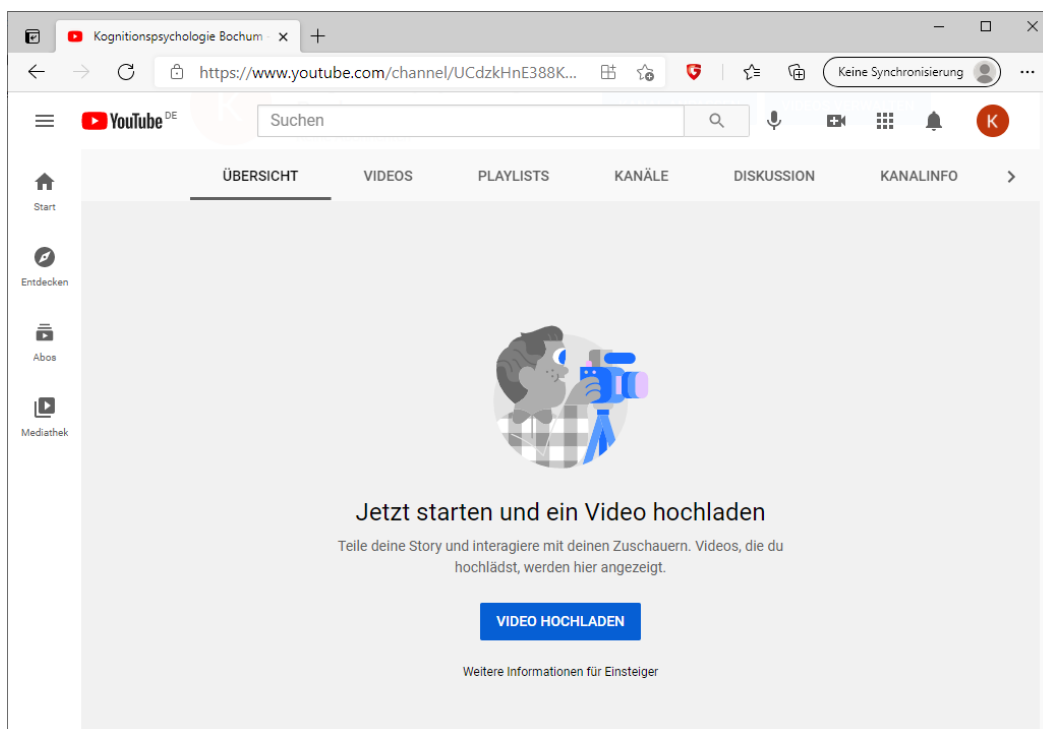 Kognitionspsychologie Bochum -
https://www.youtube.com/channel/UCdzkHnE388K...
Keine Synchronisierung
YouTube DE
Suchen
K
ÜBERSICHT
VIDEOS
PLAYLISTS
KANÄLE
DISKUSSION
KANALINFO
Start
Entdecken
Abos
Mediathek
Jetzt starten und ein Video hochladen
Teile deine Story und interagiere mit deinen Zuschauern. Videos, die du
hochlädst, werden hier angezeigt.
VIDEO HOCHLADEN
Weitere Informationen für Einsteiger